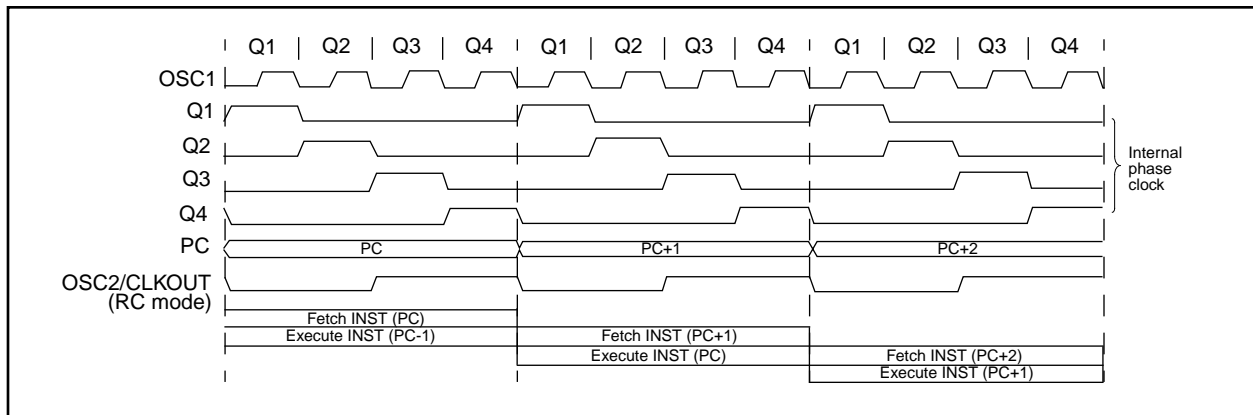 Q1 Q2 Q3 Q4 Q1 Q2 Q3 Q4 Q1 Q2 Q3 Q4
OSC1
Q1
Q2
Q3
Q4
Internal
phase
clock
PC
PC PC+1 PC+2
OSC2/CLKOUT
(RC mode)
Fetch INST (PC)
Execute INST (PC-1) Fetch INST (PC+1)
Execute INST (PC) Fetch INST (PC+2)
Execute INST (PC+1)